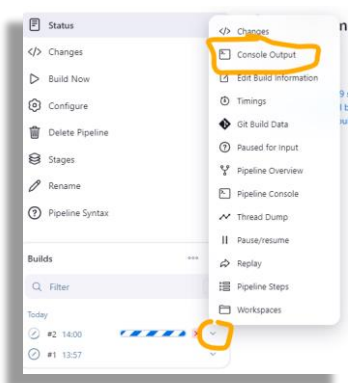 Status
Changes
Build Now
Configure
Delete Pipeline
Stages
Rename
Pipeline Syntax
Builds
Filter
Today
#2 14:00
#1 13:57
Changes
Console Output
Edit Build Information
Timings
Git Build Data
Paused for Input
Pipeline Overview
Pipeline Console
Thread Dump
Pause/resume
Replay
Pipeline Steps
Workspaces